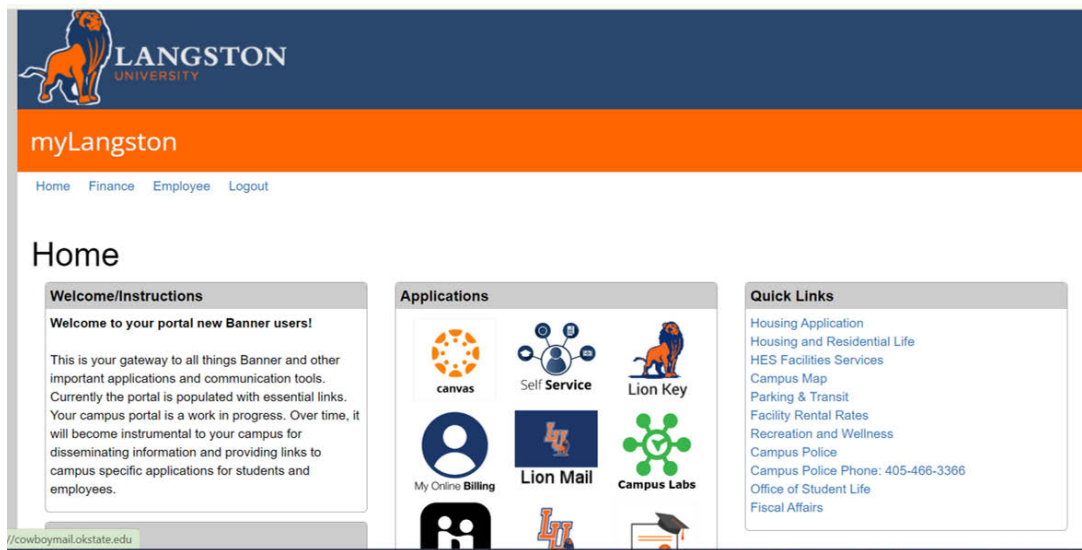 LANGSTON
UNIVERSITY
myLangston
Home Finance Employee Logout
Home
Welcome/Instructions
Welcome to your portal new Banner users!
This is your gateway to all things Banner and other
important applications and communication tools.
Currently the portal is populated with essential links.
Your campus portal is a work in progress. Over time, it
will become instrumental to your campus for
disseminating information and providing links to
campus specific applications for students and
employees.
Applications
canvas
Self Service
Lion Key
My Online Billing
LU
Lion Mail
Campus Labs
LU
Quick Links
Housing Application
Housing and Residential Life
HES Facilities Services
Campus Map
Parking & Transit
Facility Rental Rates
Recreation and Wellness
Campus Police
Campus Police Phone: 405-466-3366
Office of Student Life
Fiscal Affairs
//cowboymail.okstate.edu